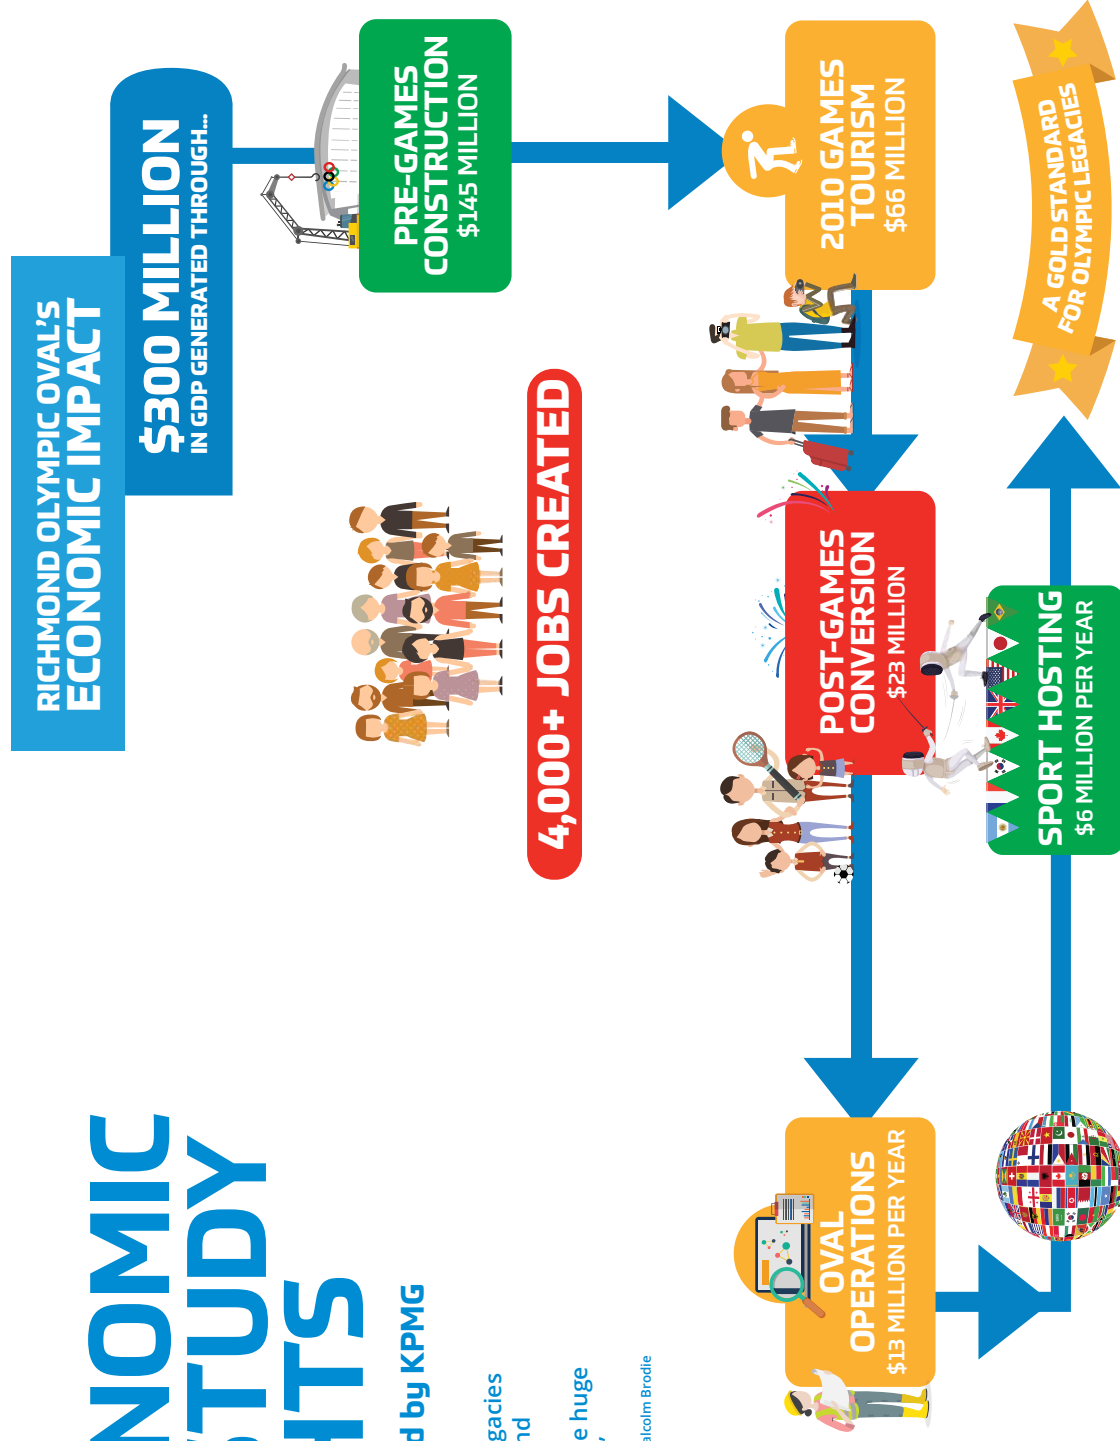 NOMIC
STUDY
HTS
d by KPMG
gacies
nd
e huge
alcolm Brodie
RICHMOND OLYMPIC OVAL'S
ECONOMIC IMPACT
$300 MILLION
IN GDP GENERATED THROUGH...
PRE-GAMES
CONSTRUCTION
$145 MILLION
4,000+ JOBS CREATED
2010 GAMES
TOURISM
$66 MILLION
POST-GAMES
CONVERSION
$23 MILLION
OVAL
OPERATIONS
$13 MILLION PER YEAR
SPORT HOSTING
$6 MILLION PER YEAR
A GOLD STANDARD
FOR OLYMPIC LEGACIES